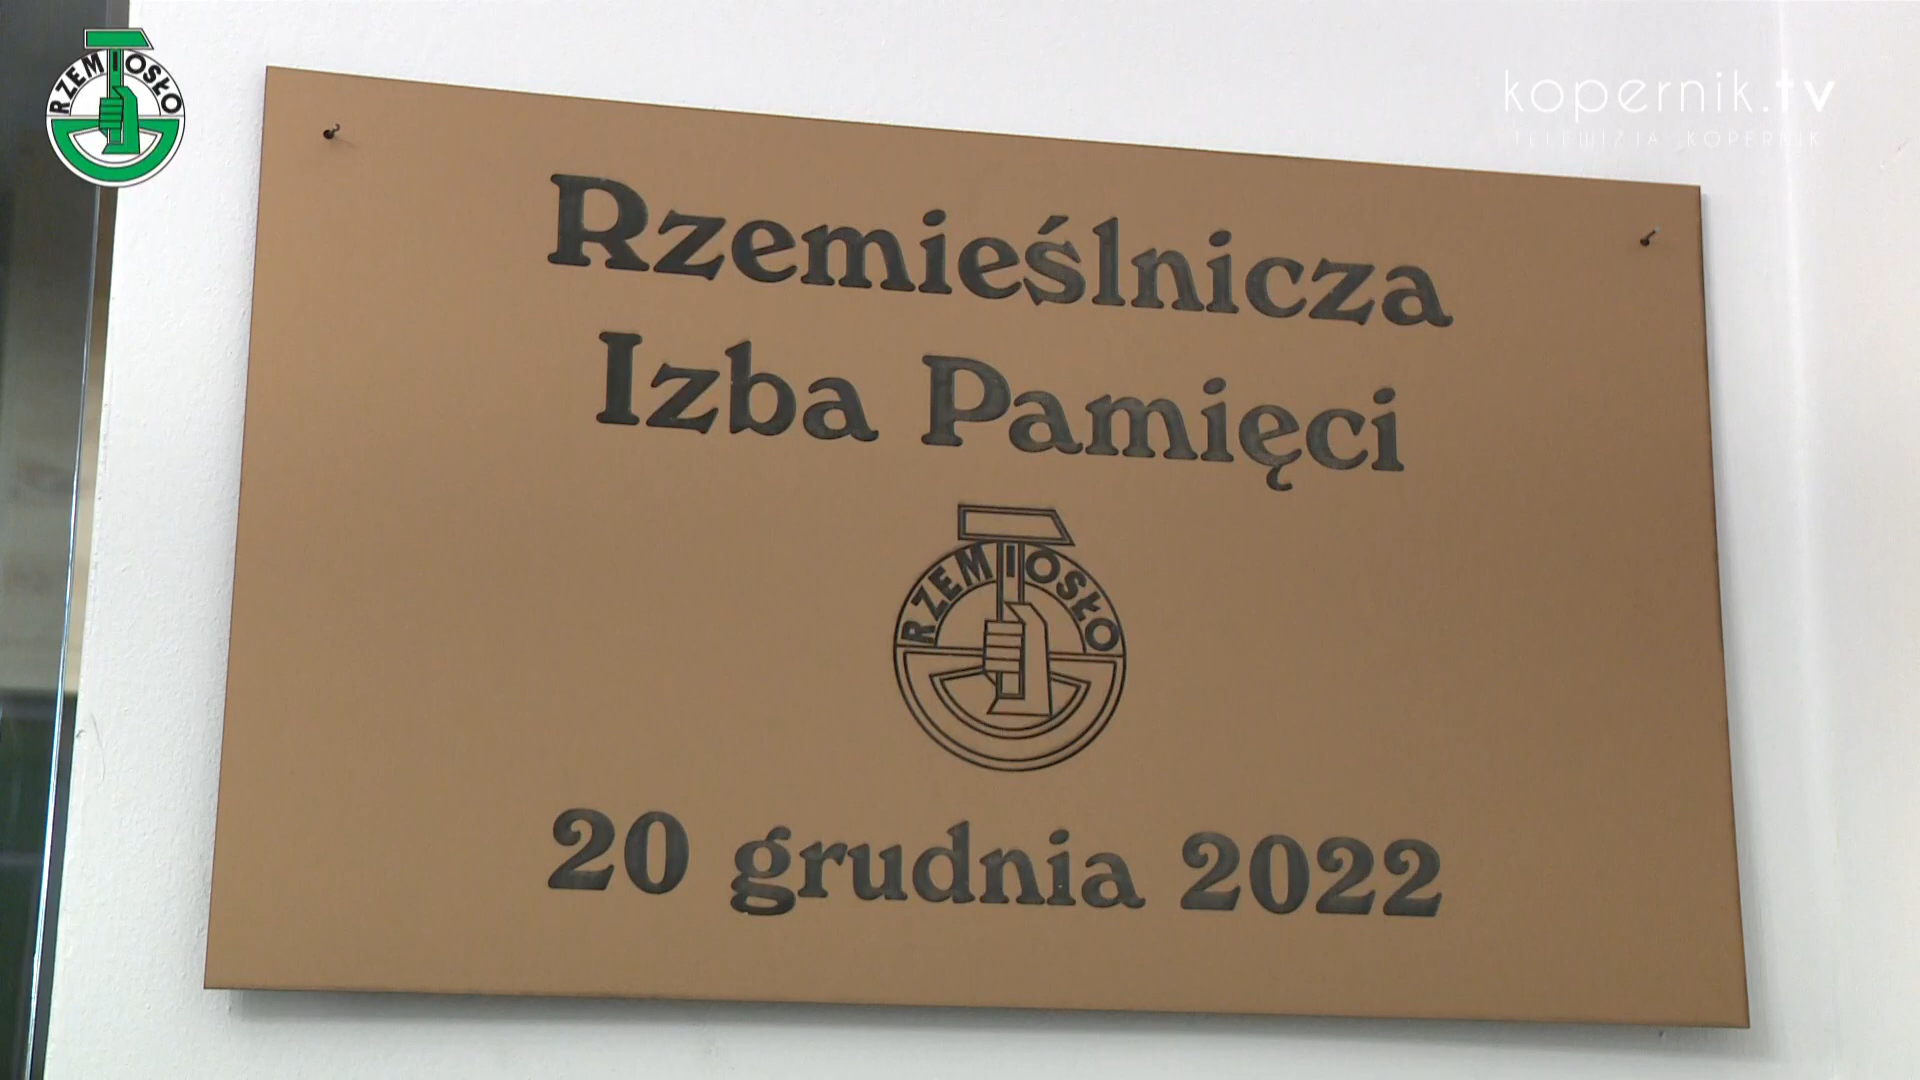 RZEMIOSŁO
kopernik.tv
TELEWIZJA KOPERNIK
Rzemieślnicza
Izba Pamięci
RZEMIOSŁO
20 grudnia 2022